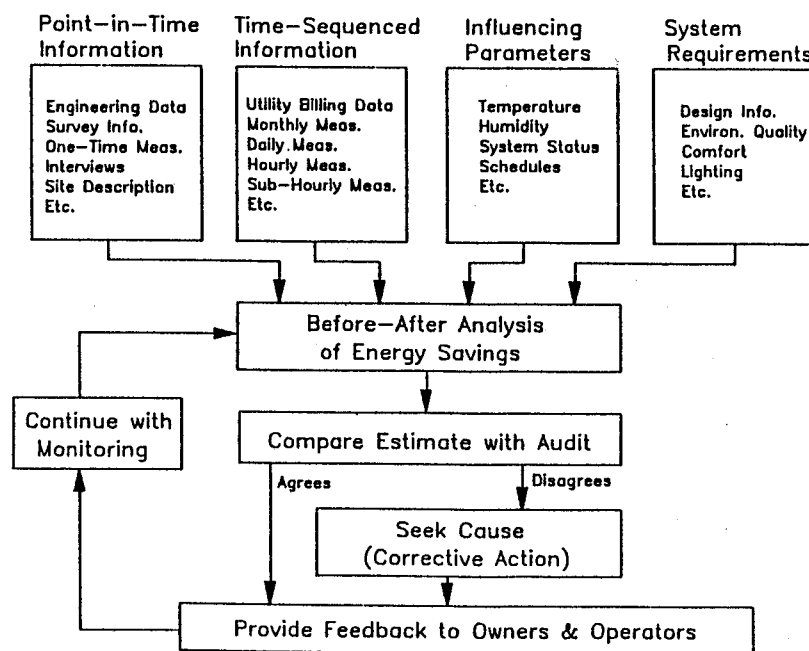 Point-in-Time
Information
Engineering Data
Survey Info.
One-Time Meas.
Interviews
Site Description
Etc.
Time-Sequenced
Information
Utility Billing Data
Monthly Meas.
Daily.Meas.
Hourly Meas.
Sub-Hourly Meas.
Etc.
Influencing
Parameters
Temperature
Humidity
System Status
Schedules
Etc.
System
Requirements
Design Info.
Environ. Quality
Comfort
Lighting
Etc.
Before-After Analysis
of Energy Savings
Continue with
Monitoring
Compare Estimate with Audit
Agrees
Disagrees
Seek Cause
(Corrective Action)
Provide Feedback to Owners & Operators